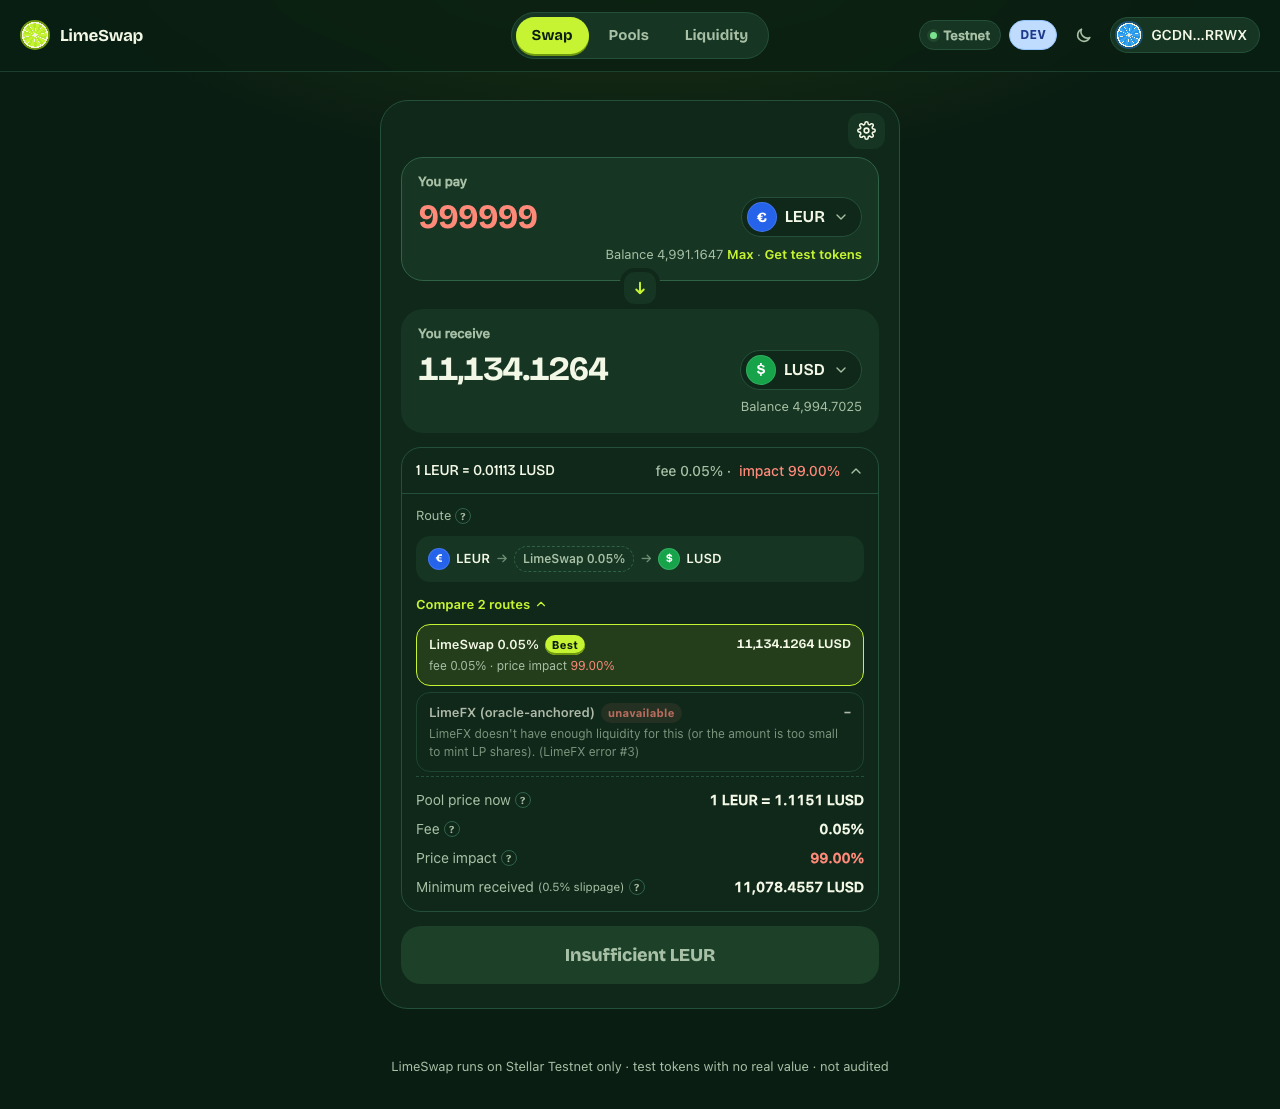 LimeSwap
Swap
Pools
Liquidity
Testnet
DEV
GCDN...RRWX
You pay
999999
€ LEUR
Balance 4,991.1647 Max · Get test tokens
You receive
11,134.1264
$ LUSD
Balance 4,994.7025
1 LEUR = 0.01113 LUSD
fee 0.05% · impact 99.00%
Route ?
€ LEUR → LimeSwap 0.05% → $ LUSD
Compare 2 routes
LimeSwap 0.05% Best 11,134.1264 LUSD
fee 0.05% · price impact 99.00%
LimeFX (oracle-anchored) unavailable –
LimeFX doesn't have enough liquidity for this (or the amount is too small
to mint LP shares). (LimeFX error #3)
Pool price now ? 1 LEUR = 1.1151 LUSD
Fee ? 0.05%
Price impact ? 99.00%
Minimum received (0.5% slippage) ? 11,078.4557 LUSD
Insufficient LEUR
LimeSwap runs on Stellar Testnet only · test tokens with no real value · not audited